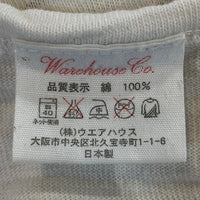 Warehouse Co.
品質表示 綿 100%
40
ネット使用
(株)ウエアハウス
大阪市中央区北久宝寺町1-1-6
日本製